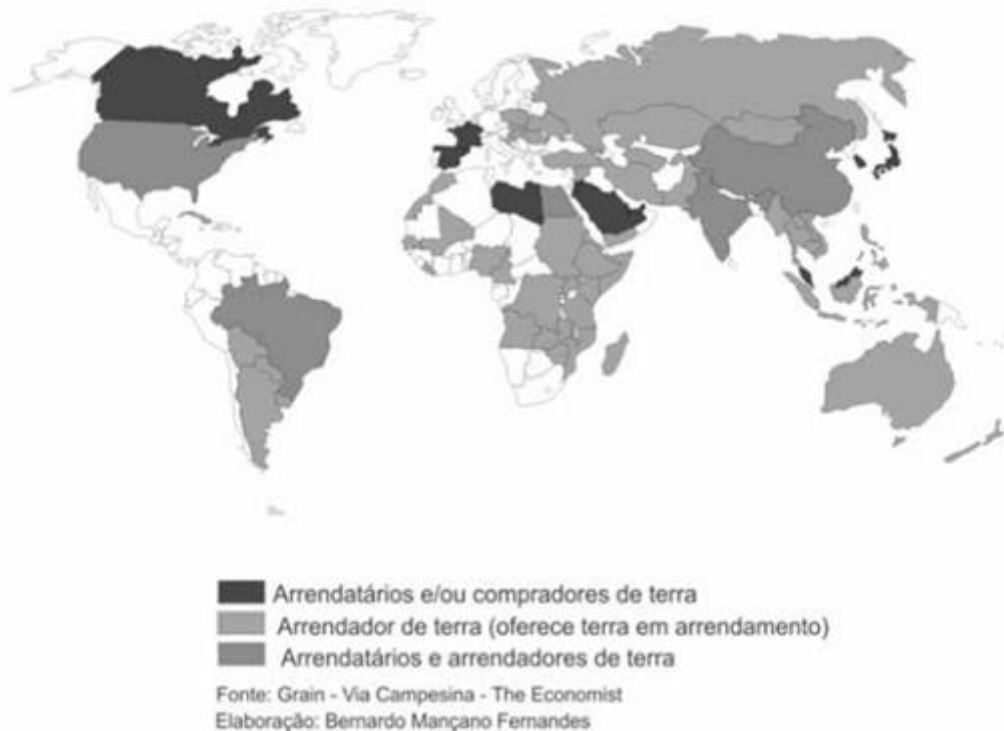 Arrendatários e/ou compradores de terra
Arrendador de terra (oferece terra em arrendamento)
Arrendatários e arrendadores de terra
Fonte: Grain - Via Campesina - The Economist
Elaboração: Bernardo Mançano Fernandes